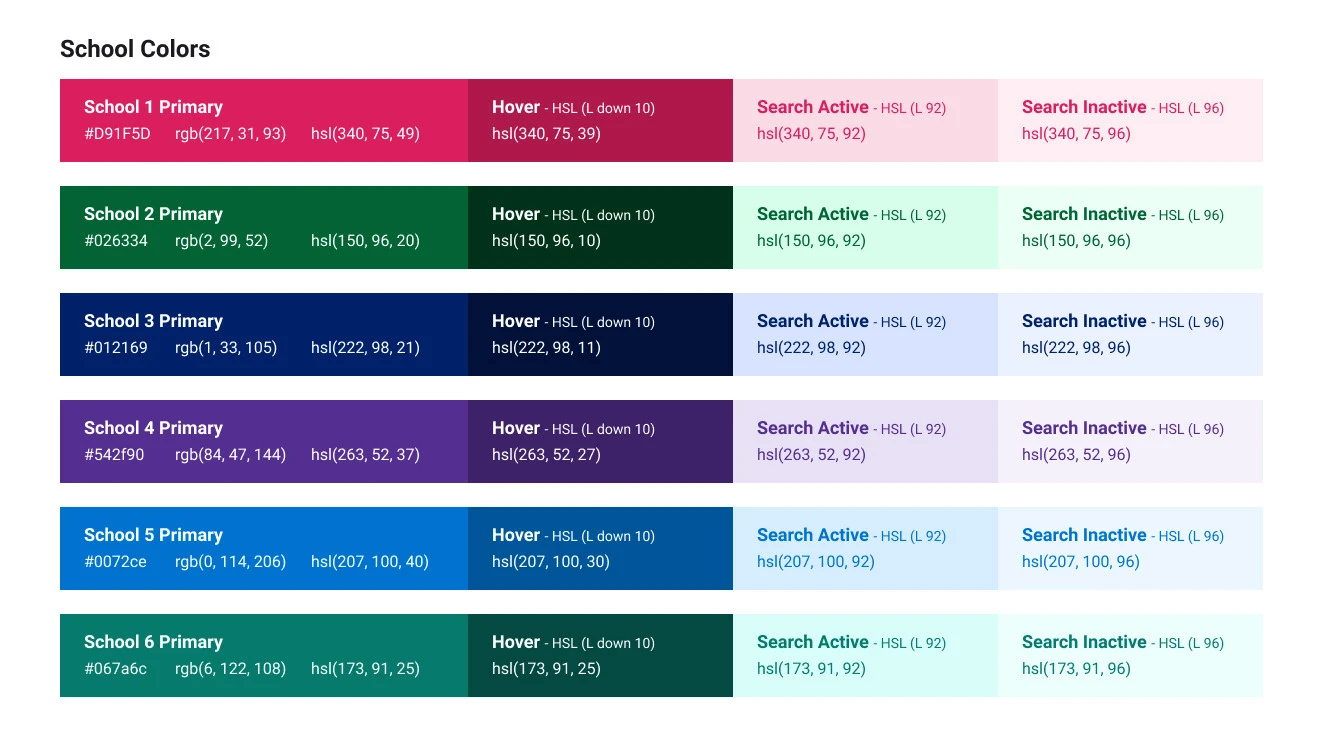 School Colors
School 1 Primary
#D91F5D rgb(217, 31, 93) hsl(340, 75, 49)
Hover - HSL (L down 10)
hsl(340, 75, 39)
Search Active - HSL (L 92)
hsl(340, 75, 92)
Search Inactive - HSL (L 96)
hsl(340, 75, 96)
School 2 Primary
#026334 rgb(2, 99, 52) hsl(150, 96, 20)
Hover - HSL (L down 10)
hsl(150, 96, 10)
Search Active - HSL (L 92)
hsl(150, 96, 92)
Search Inactive - HSL (L 96)
hsl(150, 96, 96)
School 3 Primary
#012169 rgb(1, 33, 105) hsl(222, 98, 21)
Hover - HSL (L down 10)
hsl(222, 98, 11)
Search Active - HSL (L 92)
hsl(222, 98, 92)
Search Inactive - HSL (L 96)
hsl(222, 98, 96)
School 4 Primary
#542f90 rgb(84, 47, 144) hsl(263, 52, 37)
Hover - HSL (L down 10)
hsl(263, 52, 27)
Search Active - HSL (L 92)
hsl(263, 52, 92)
Search Inactive - HSL (L 96)
hsl(263, 52, 96)
School 5 Primary
#0072ce rgb(0, 114, 206) hsl(207, 100, 40)
Hover - HSL (L down 10)
hsl(207, 100, 30)
Search Active - HSL (L 92)
hsl(207, 100, 92)
Search Inactive - HSL (L 96)
hsl(207, 100, 96)
School 6 Primary
#067a6c rgb(6, 122, 108) hsl(173, 91, 25)
Hover - HSL (L down 10)
hsl(173, 91, 25)
Search Active - HSL (L 92)
hsl(173, 91, 92)
Search Inactive - HSL (L 96)
hsl(173, 91, 96)